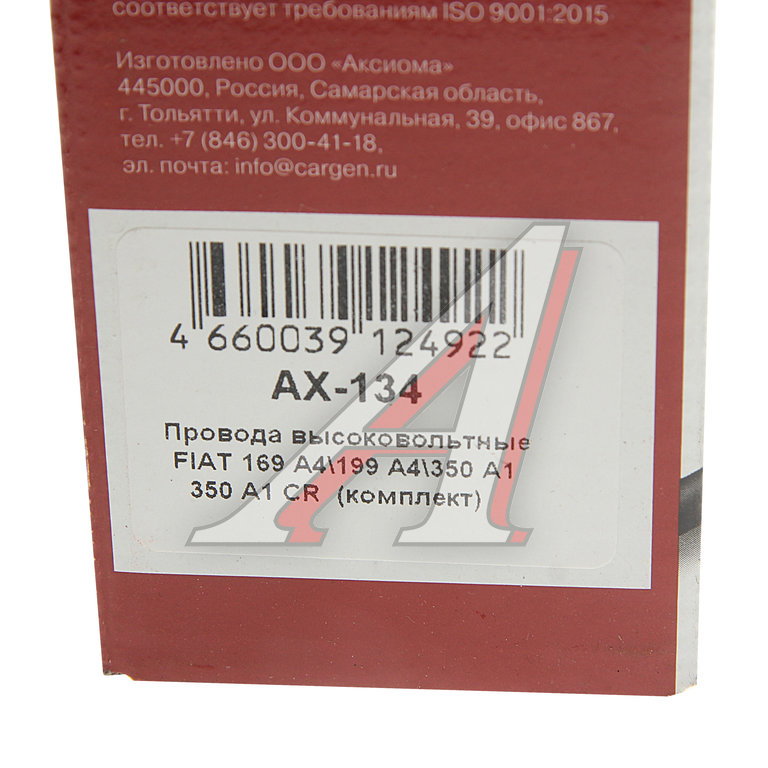 соответствует требованиям ISO 9001:2015
Изготовлено ООО «Аксиома»
445000, Россия, Самарская область,
г. Тольятти, ул. Коммунальная, 39, офис 867,
тел. +7 (846) 300-41-18,
эл. почта: info@cargen.ru
4 660039 124922
АХ-134
Провода высоковольтные
FIAT 169 A4\199 A4\350 A1
350 A1 CR (комплект)